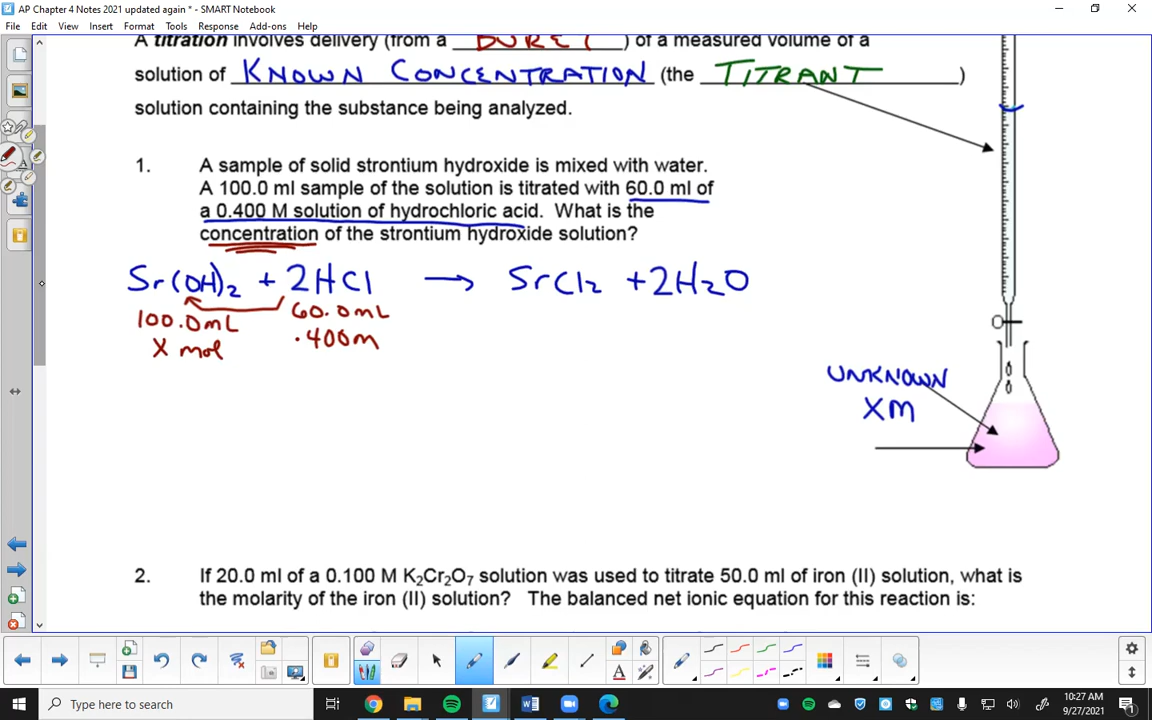 AP Chapter 4 Notes 2021 updated again * - SMART Notebook
File Edit View Insert Format Tools Response Add-ons Help
A titration involves delivery (from a BURET) of a measured volume of a
solution of KNOWN CONCENTRATION (the TITRANT)
solution containing the substance being analyzed.
1. A sample of solid strontium hydroxide is mixed with water.
A 100.0 ml sample of the solution is titrated with 60.0 ml of
a 0.400 M solution of hydrochloric acid. What is the
concentration of the strontium hydroxide solution?
Sr(OH)₂ + 2HCl → SrCl₂ + 2H₂O
100.0mL 60.0mL
X mol .400m
UNKNOWN
XM
2. If 20.0 ml of a 0.100 M K₂Cr₂O₇ solution was used to titrate 50.0 ml of iron (II) solution, what is
the molarity of the iron (II) solution? The balanced net ionic equation for this reaction is:
Type here to search
10:27 AM
9/27/2021